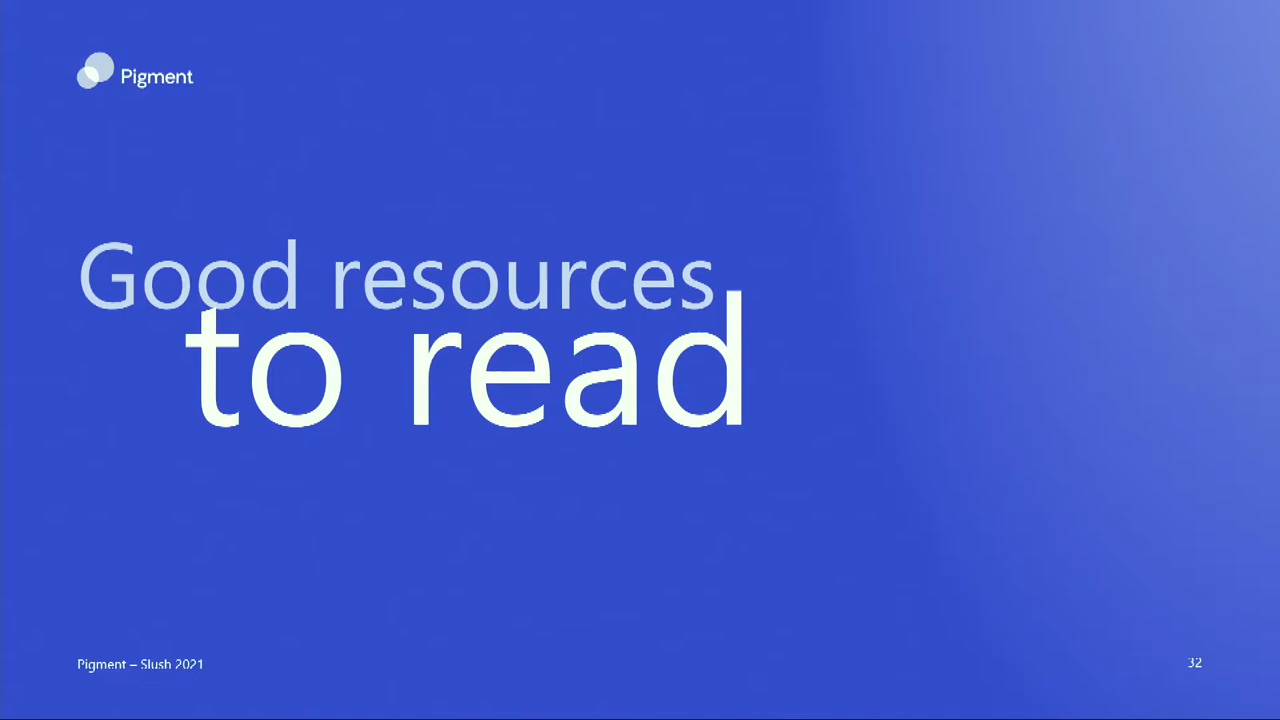 Pigment
Good resources
to read
Pigment – Slush 2021
32